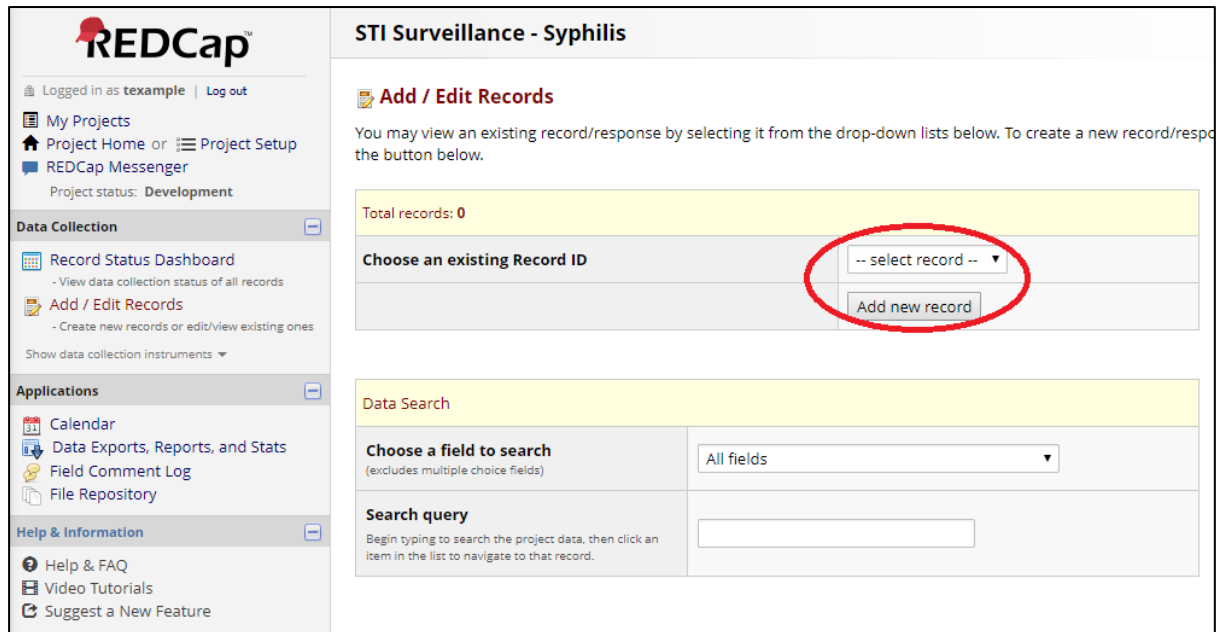 REDCap™
Logged in as texample | Log out
My Projects
Project Home or Project Setup
REDCap Messenger
Project status: Development
Data Collection
Record Status Dashboard
- View data collection status of all records
Add / Edit Records
- Create new records or edit/view existing ones
Show data collection instruments
Applications
31
Calendar
Data Exports, Reports, and Stats
Field Comment Log
File Repository
Help & Information
Help & FAQ
Video Tutorials
Suggest a New Feature
STI Surveillance - Syphilis
Add / Edit Records
You may view an existing record/response by selecting it from the drop-down lists below. To create a new record/respo
the button below.
Total records: 0
Choose an existing Record ID
-- select record --
Add new record
Data Search
Choose a field to search
(excludes multiple choice fields)
All fields
Search query
Begin typing to search the project data, then click an
item in the list to navigate to that record.